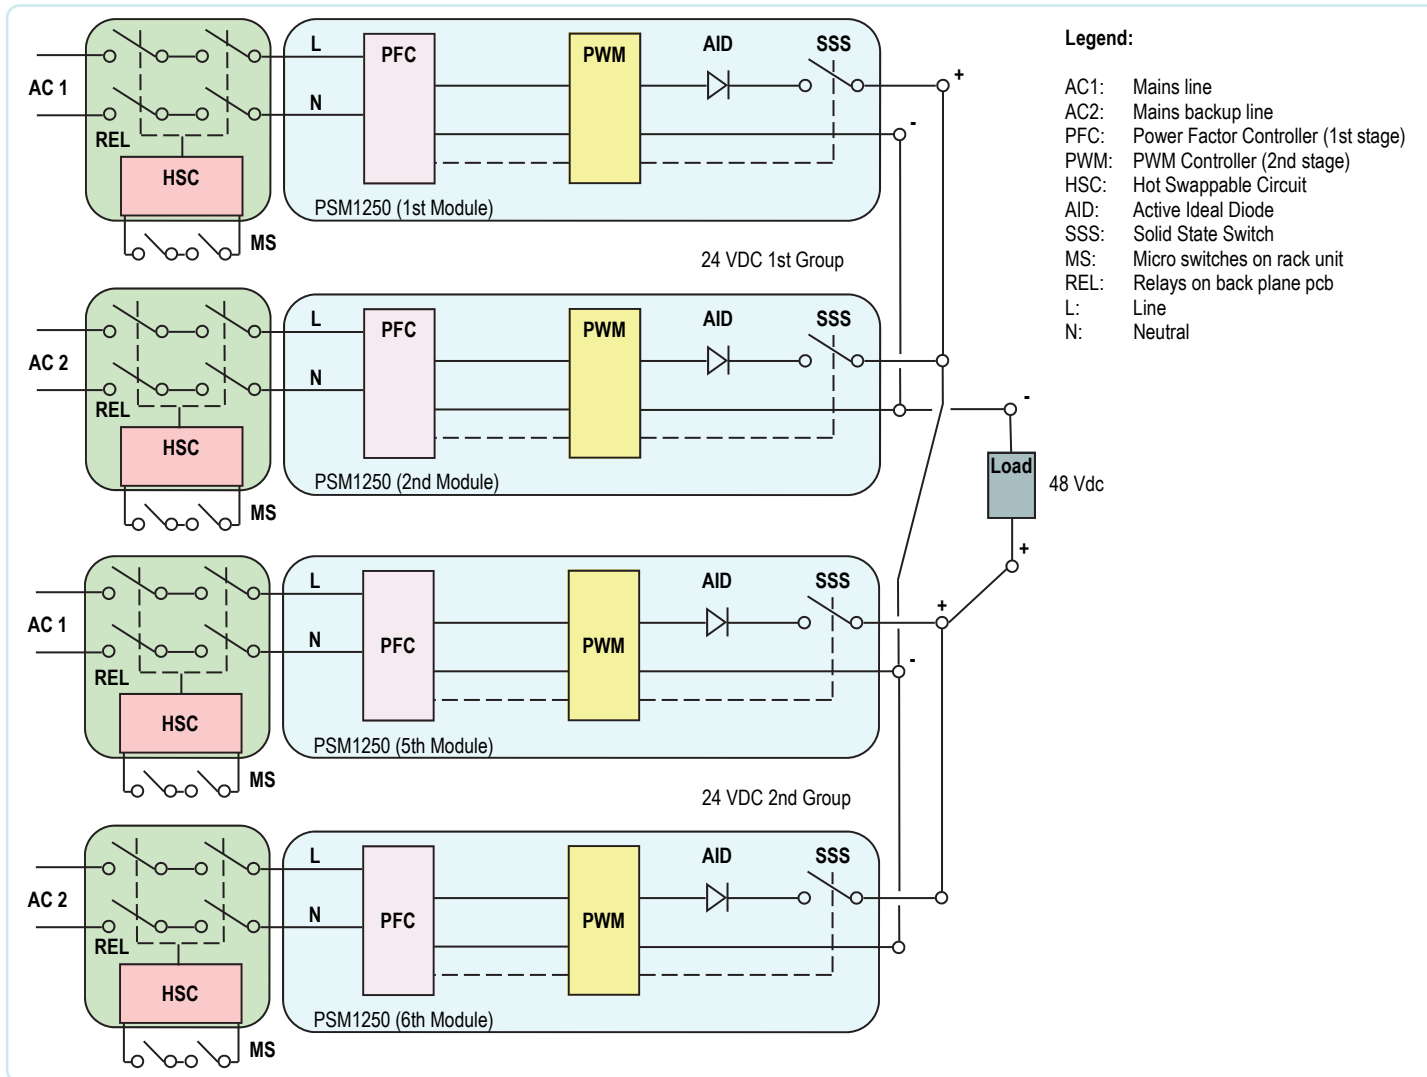 L
PFC
PWM
AID
SSS
+
AC 1
N
-
REL
HSC
PSM1250 (1st Module)
MS
24 VDC 1st Group
L
PFC
PWM
AID
SSS
AC 2
N
REL
HSC
PSM1250 (2nd Module)
MS
-
Load
48 Vdc
+
L
AID
SSS
AC 1
N
PFC
PWM
+
-
REL
HSC
PSM1250 (5th Module)
MS
24 VDC 2nd Group
L
AID
SSS
AC 2
N
PFC
PWM
REL
HSC
PSM1250 (6th Module)
MS
Legend:
AC1: Mains line
AC2: Mains backup line
PFC: Power Factor Controller (1st stage)
PWM: PWM Controller (2nd stage)
HSC: Hot Swappable Circuit
AID: Active Ideal Diode
SSS: Solid State Switch
MS: Micro switches on rack unit
REL: Relays on back plane pcb
L: Line
N: Neutral